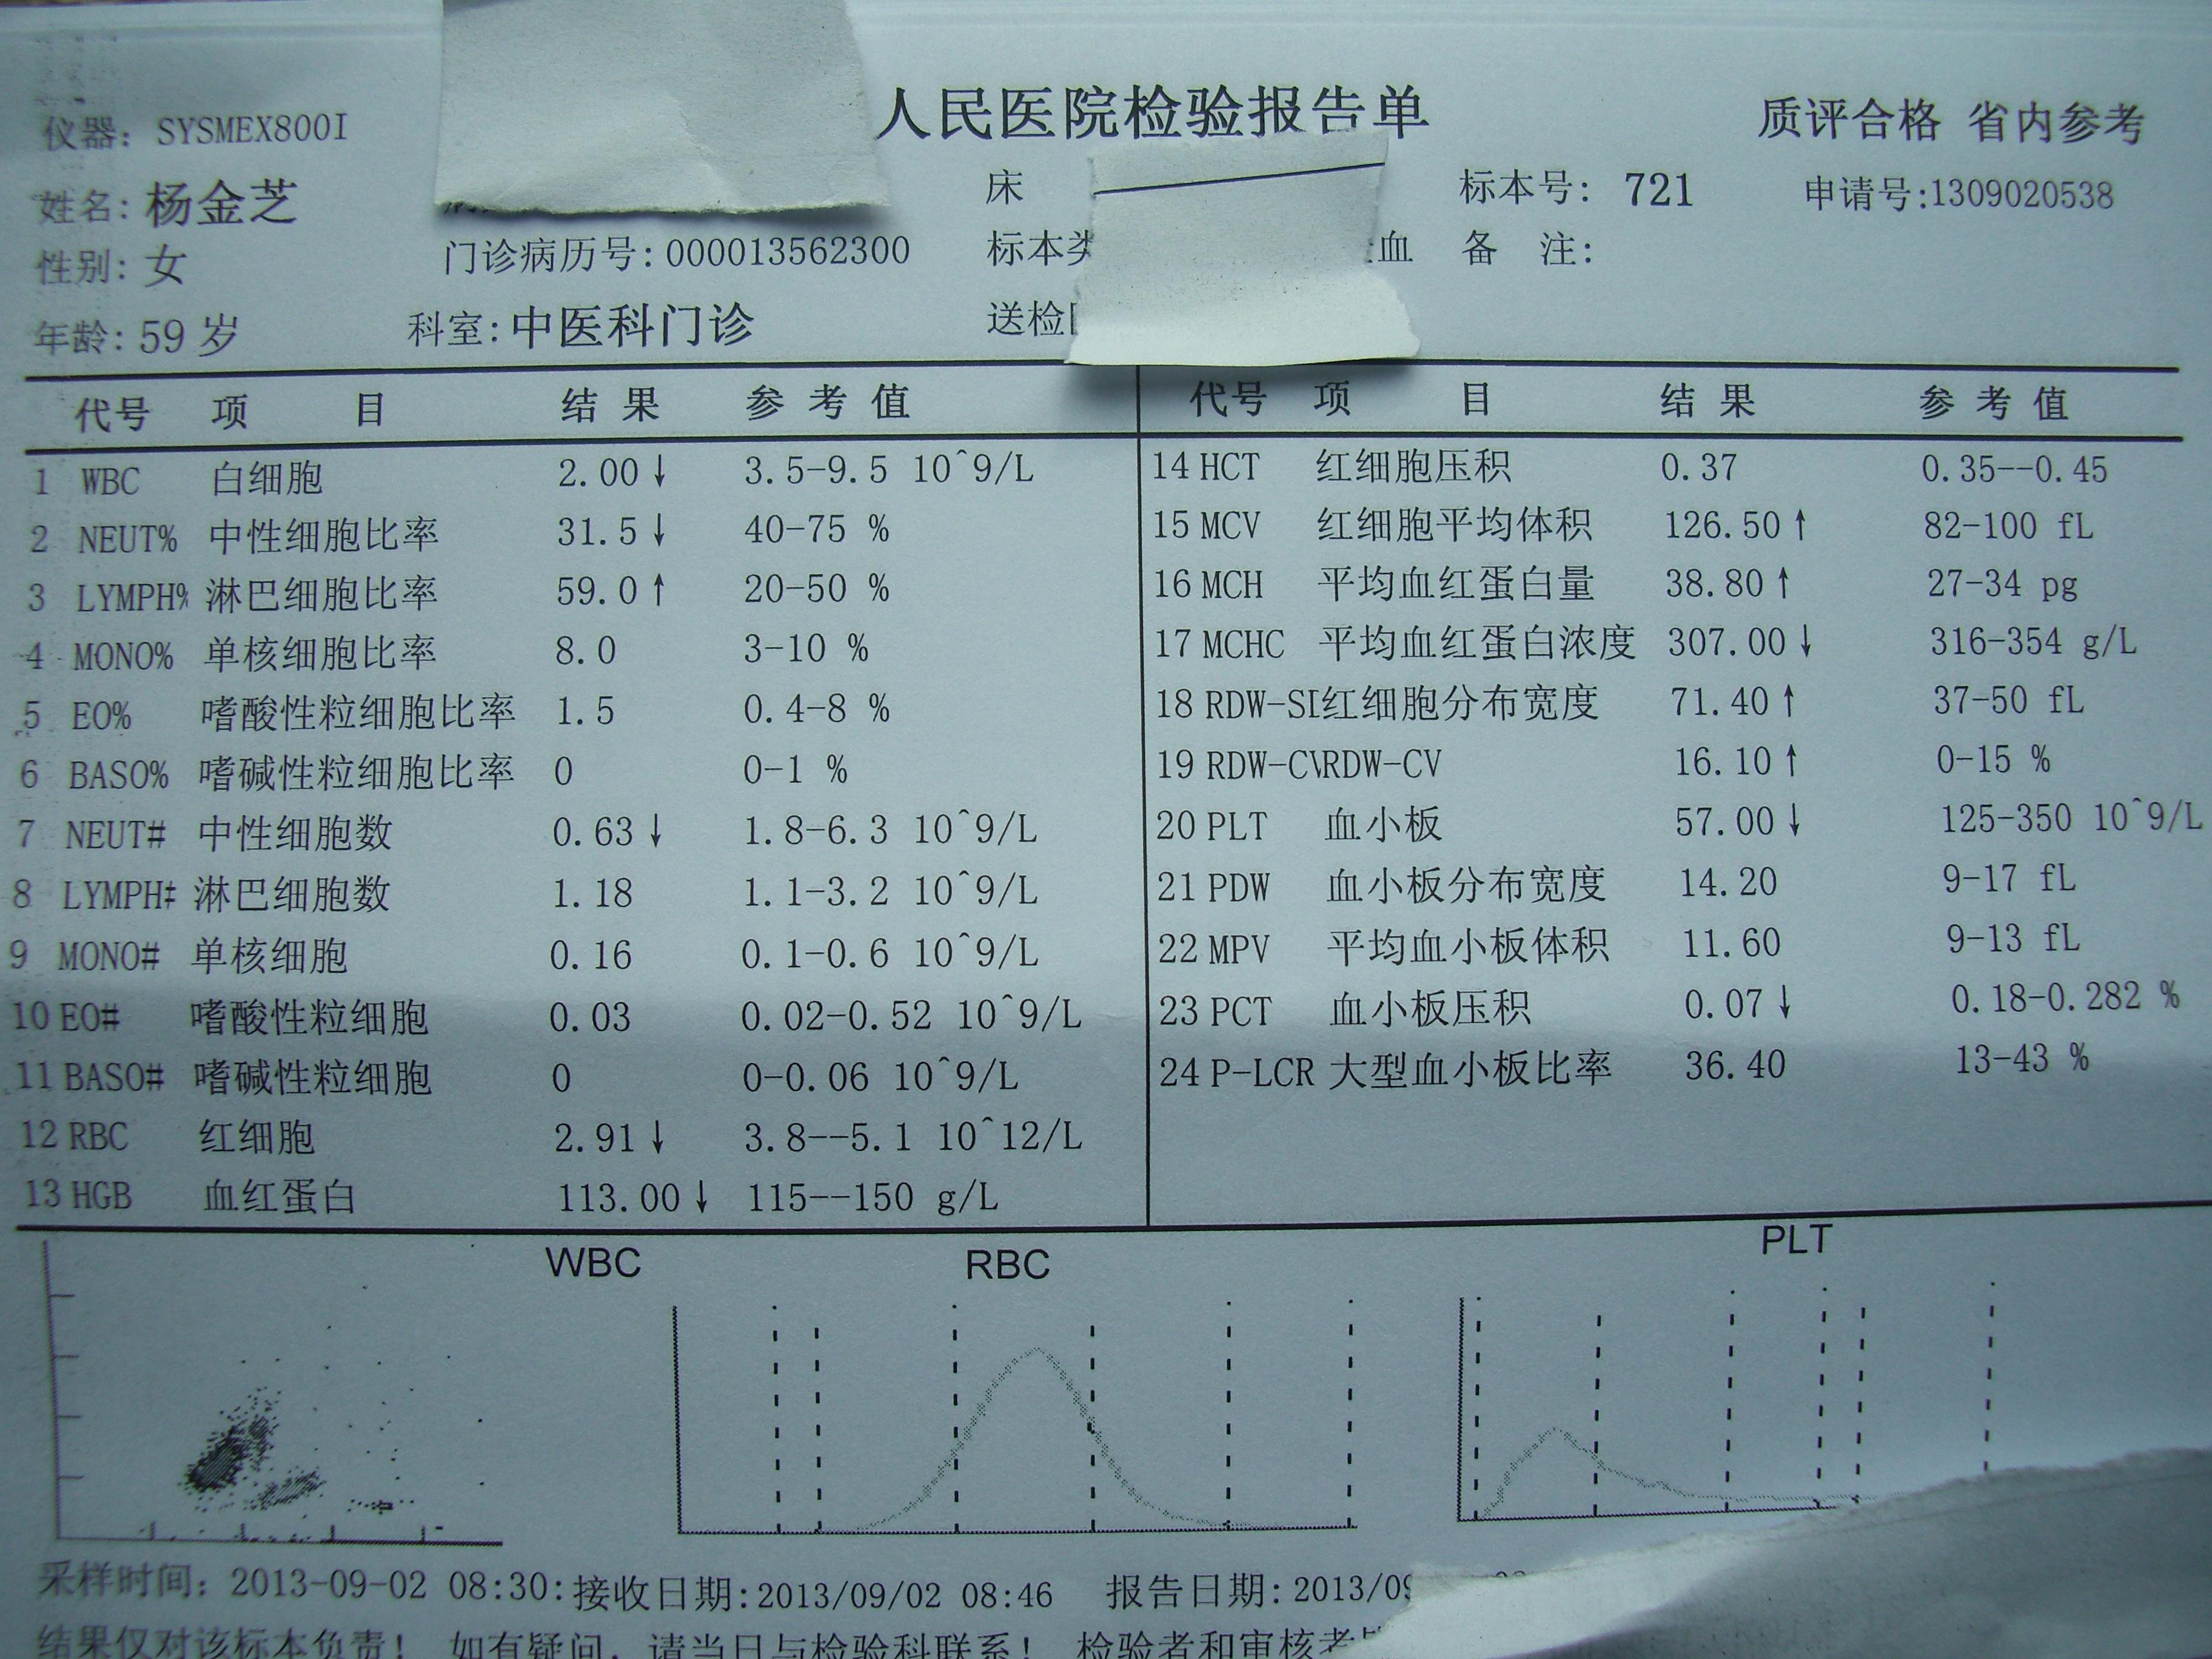 人民医院检验报告单
质评合格 省内参考
仪器: SYSMEX800I
姓名: 杨金芝
床
标本号: 721
申请号:1309020538
性别: 女
门诊病历号:000013562300
标本类
血
备 注:
年龄: 59 岁
科室:中医科门诊
送检
代号 项 目 结 果 参 考 值
1 WBC 白细胞 2.00↓ 3.5-9.5 10^9/L
2 NEUT% 中性细胞比率 31.5↓ 40-75 %
3 LYMPH% 淋巴细胞比率 59.0↑ 20-50 %
4 MONO% 单核细胞比率 8.0 3-10 %
5 EO% 嗜酸性粒细胞比率 1.5 0.4-8 %
6 BASO% 嗜碱性粒细胞比率 0 0-1 %
7 NEUT# 中性细胞数 0.63↓ 1.8-6.3 10^9/L
8 LYMPH# 淋巴细胞数 1.18 1.1-3.2 10^9/L
9 MONO# 单核细胞 0.16 0.1-0.6 10^9/L
10 EO# 嗜酸性粒细胞 0.03 0.02-0.52 10^9/L
11 BASO# 嗜碱性粒细胞 0 0-0.06 10^9/L
12 RBC 红细胞 2.91↓ 3.8--5.1 10^12/L
13 HGB 血红蛋白 113.00↓ 115--150 g/L
代号 项 目 结 果 参 考 值
14 HCT 红细胞压积 0.37 0.35--0.45
15 MCV 红细胞平均体积 126.50↑ 82-100 fL
16 MCH 平均血红蛋白量 38.80↑ 27-34 pg
17 MCHC 平均血红蛋白浓度 307.00↓ 316-354 g/L
18 RDW-SD红细胞分布宽度 71.40↑ 37-50 fL
19 RDW-CVRDW-CV 16.10↑ 0-15 %
20 PLT 血小板 57.00↓ 125-350 10^9/L
21 PDW 血小板分布宽度 14.20 9-17 fL
22 MPV 平均血小板体积 11.60 9-13 fL
23 PCT 血小板压积 0.07↓ 0.18-0.282 %
24 P-LCR 大型血小板比率 36.40 13-43 %
WBC
RBC
PLT
采样时间: 2013-09-02 08:30: 接收日期:2013/09/02 08:46 报告日期: 2013/09
结果仅对该标本负责! 如有疑问, 请当日与检验科联系! 检验者和审核者